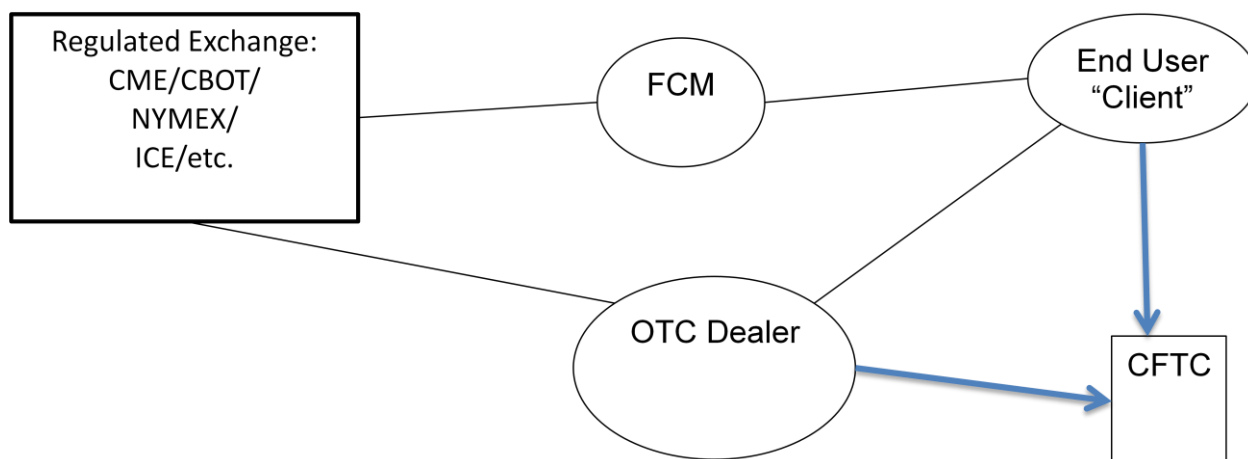 Regulated Exchange:
CME/CBOT/
NYMEX/
ICE/etc.
FCM
End User
“Client”
OTC Dealer
CFTC